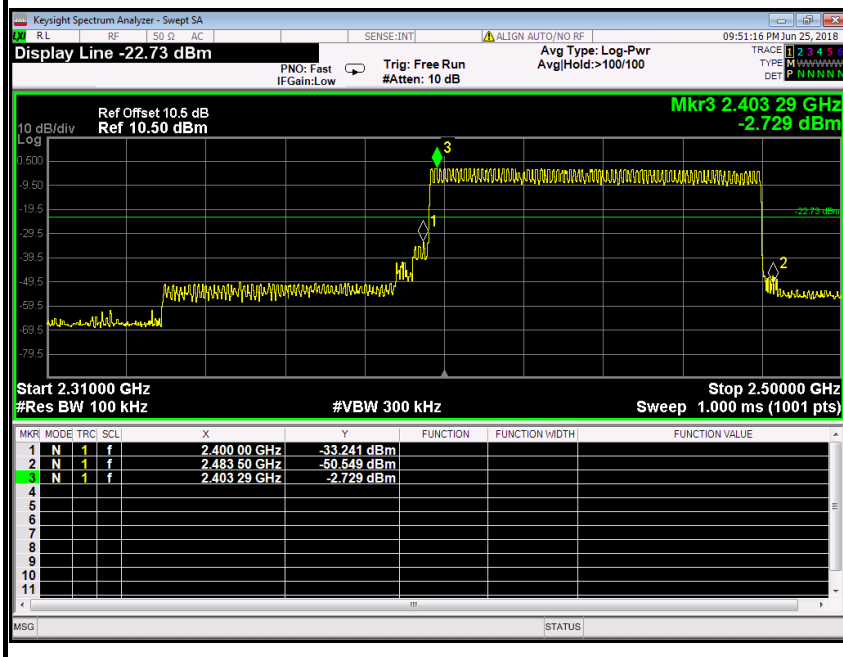 Keysight Spectrum Analyzer - Swept SA
LXI RL RF 50 Ω AC SENSE:INT ALIGN AUTO/NO RF 09:51:16 PM Jun 25, 2018
Display Line -22.73 dBm
PNO: Fast
IFGain:Low
Trig: Free Run
#Atten: 10 dB
Avg Type: Log-Pwr
Avg|Hold:>100/100
TRACE 1 2 3 4 5 6
TYPE M WWWWW
DET P N N N N N
Ref Offset 10.5 dB
10 dB/div Ref 10.50 dBm
Log
Mkr3 2.403 29 GHz
-2.729 dBm
3
0.500
-9.50
-19.5
-22.73 dBm
1
-29.5
-39.5
2
-49.5
-59.5
-69.5
-79.5
Start 2.31000 GHz Stop 2.50000 GHz
#Res BW 100 kHz #VBW 300 kHz Sweep 1.000 ms (1001 pts)
MKR MODE TRC SCL X Y FUNCTION FUNCTION WIDTH FUNCTION VALUE
1 N 1 f 2.400 00 GHz -33.241 dBm
2 N 1 f 2.483 50 GHz -50.549 dBm
3 N 1 f 2.403 29 GHz -2.729 dBm
4
5
6
7
8
9
10
11
MSG STATUS